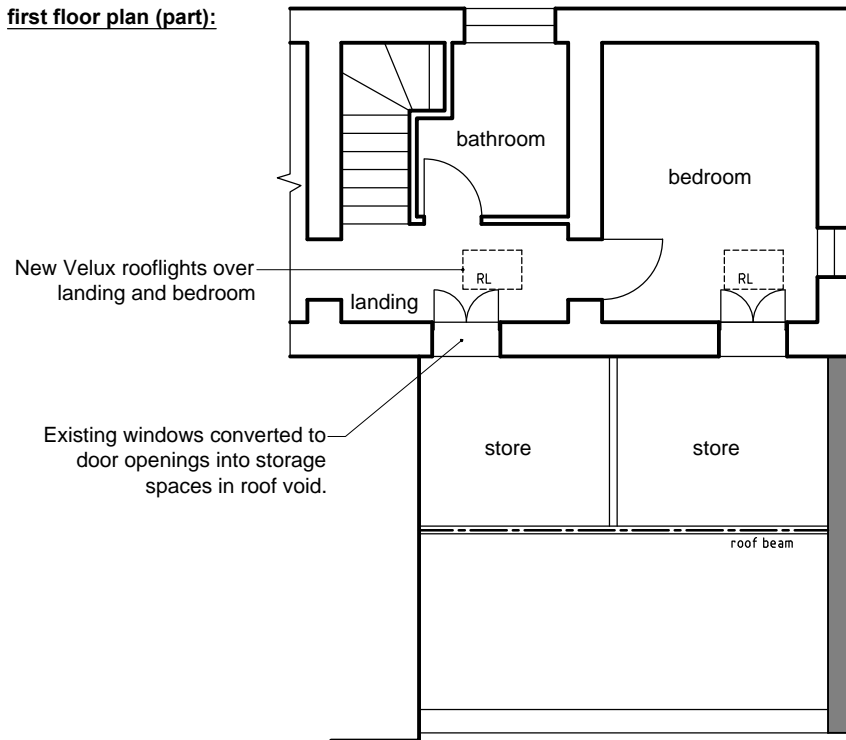 first floor plan (part):
bathroom
bedroom
New Velux rooflights over
landing and bedroom
RL
RL
landing
Existing windows converted to
door openings into storage
spaces in roof void.
store
store
roof beam